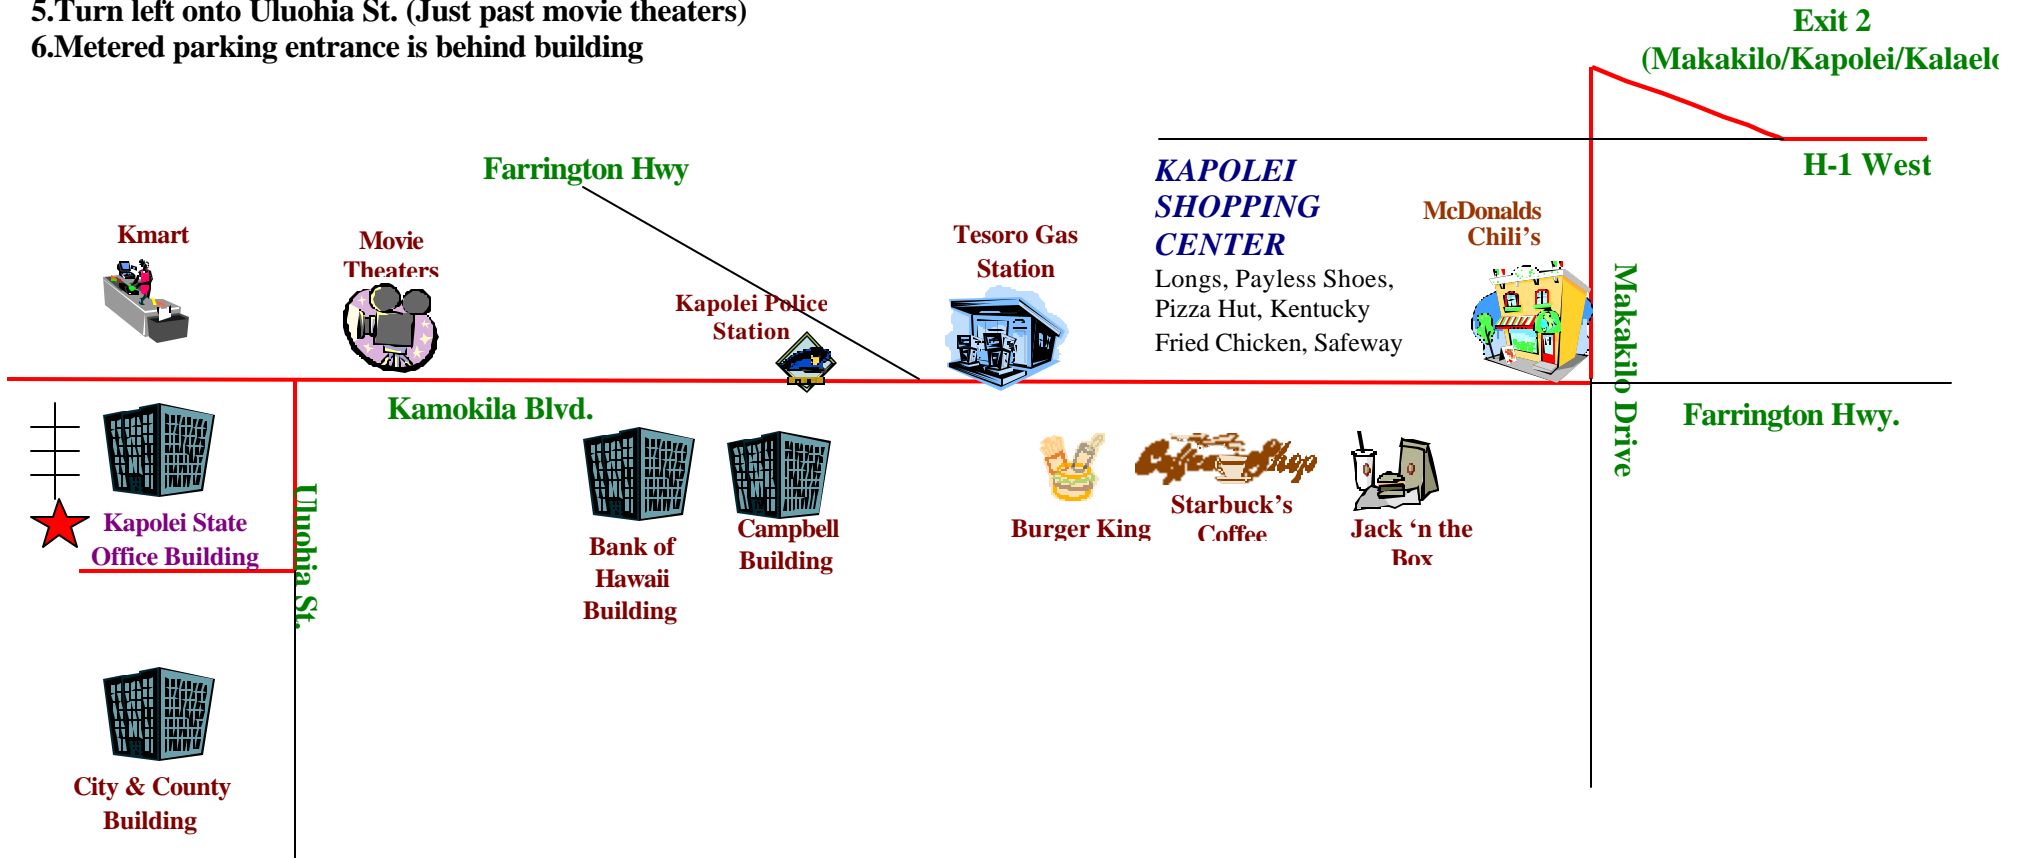 5.Turn left onto Uluohia St. (Just past movie theaters)
6.Metered parking entrance is behind building
Exit 2
(Makakilo/Kapolei/Kalaelo
H-1 West
Farrington Hwy
KAPOLEI
SHOPPING
CENTER
Longs, Payless Shoes,
Pizza Hut, Kentucky
Fried Chicken, Safeway
McDonalds
Chili's
Kmart
Movie
Theaters
Tesoro Gas
Station
Kapolei Police
Station
Makakilo Drive
Kamokila Blvd.
Farrington Hwy.
Coffee Shop
Starbuck's
Coffee
Burger King
Jack ‘n the
Box
Uluohia St.
Kapolei State
Office Building
Bank of
Hawaii
Building
Campbell
Building
City & County
Building